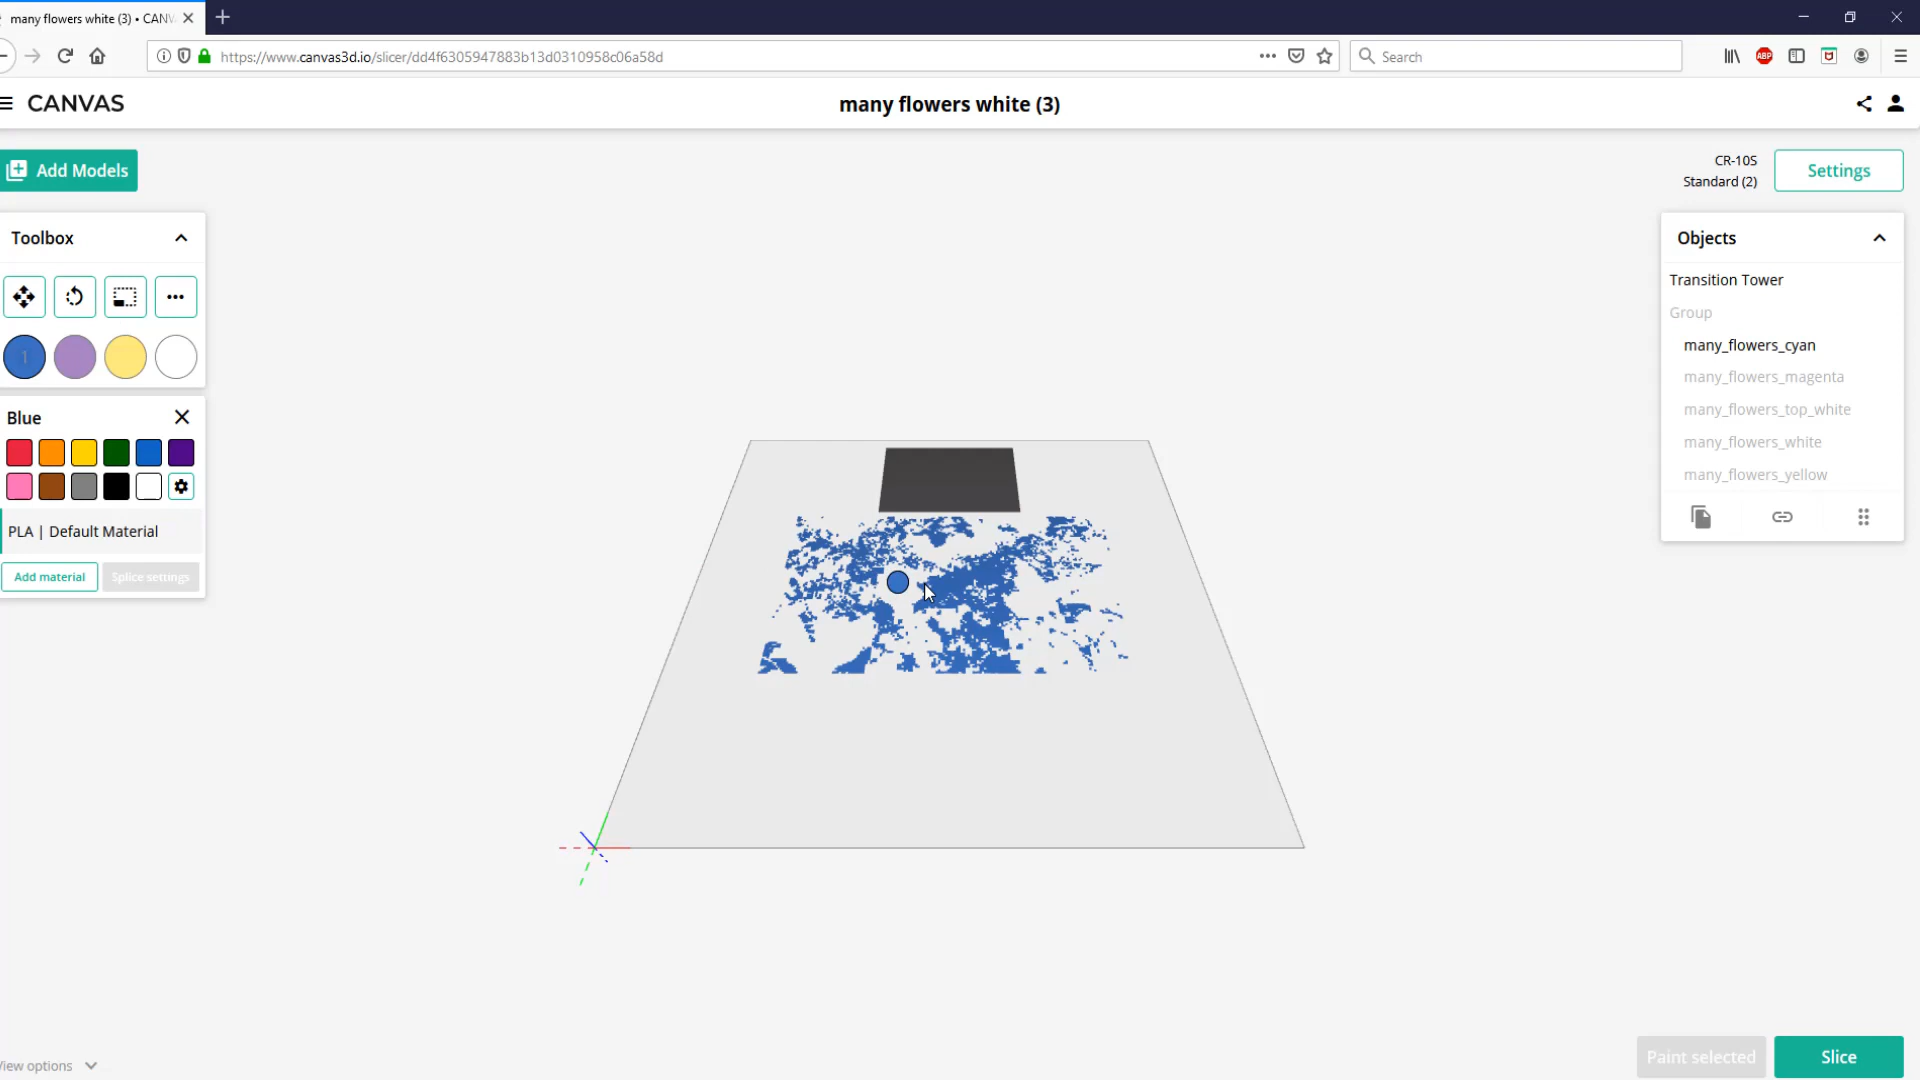 many flowers white (3) • CANV
https://www.canvas3d.io/slicer/dd4f6305947883b13d0310958c06a58d
Search
ABP
CANVAS
many flowers white (3)
Add Models
CR-10S
Standard (2)
Settings
Toolbox
1
Blue
PLA | Default Material
Add material
Splice settings
Objects
Transition Tower
Group
many_flowers_cyan
many_flowers_magenta
many_flowers_top_white
many_flowers_white
many_flowers_yellow
View options
Paint selected
Slice